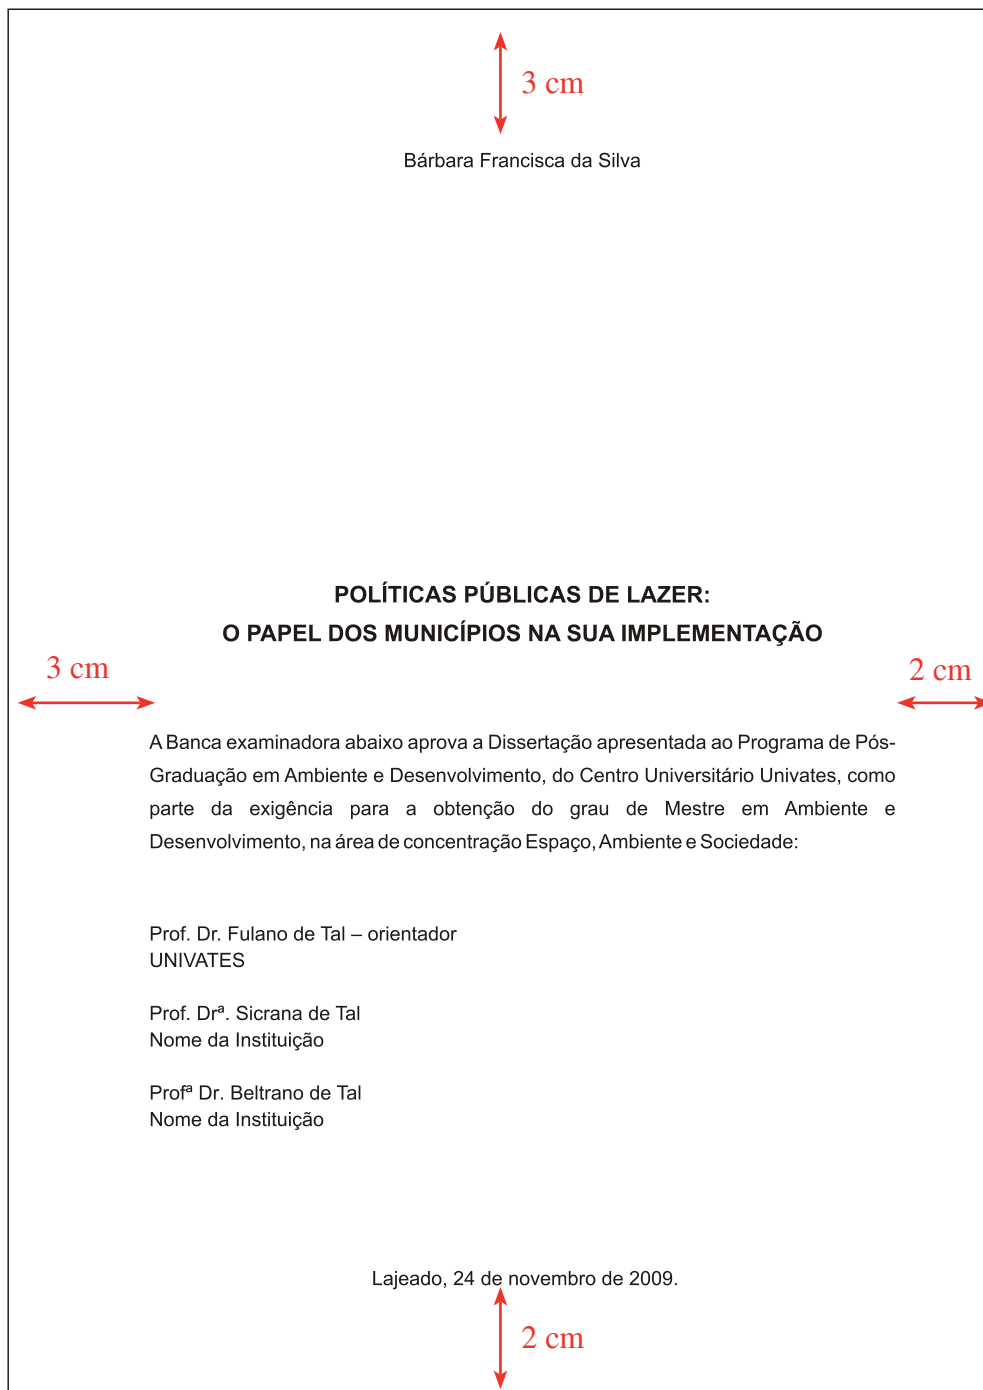 3 cm
Bárbara Francisca da Silva
POLÍTICAS PÚBLICAS DE LAZER:
O PAPEL DOS MUNICÍPIOS NA SUA IMPLEMENTAÇÃO
3 cm
2 cm
A Banca examinadora abaixo aprova a Dissertação apresentada ao Programa de Pós-
Graduação em Ambiente e Desenvolvimento, do Centro Universitário Univates, como
parte da exigência para a obtenção do grau de Mestre em Ambiente e
Desenvolvimento, na área de concentração Espaço, Ambiente e Sociedade:
Prof. Dr. Fulano de Tal – orientador
UNIVATES
Prof. Drª. Sicrana de Tal
Nome da Instituição
Profª Dr. Beltrano de Tal
Nome da Instituição
Lajeado, 24 de novembro de 2009.
2 cm